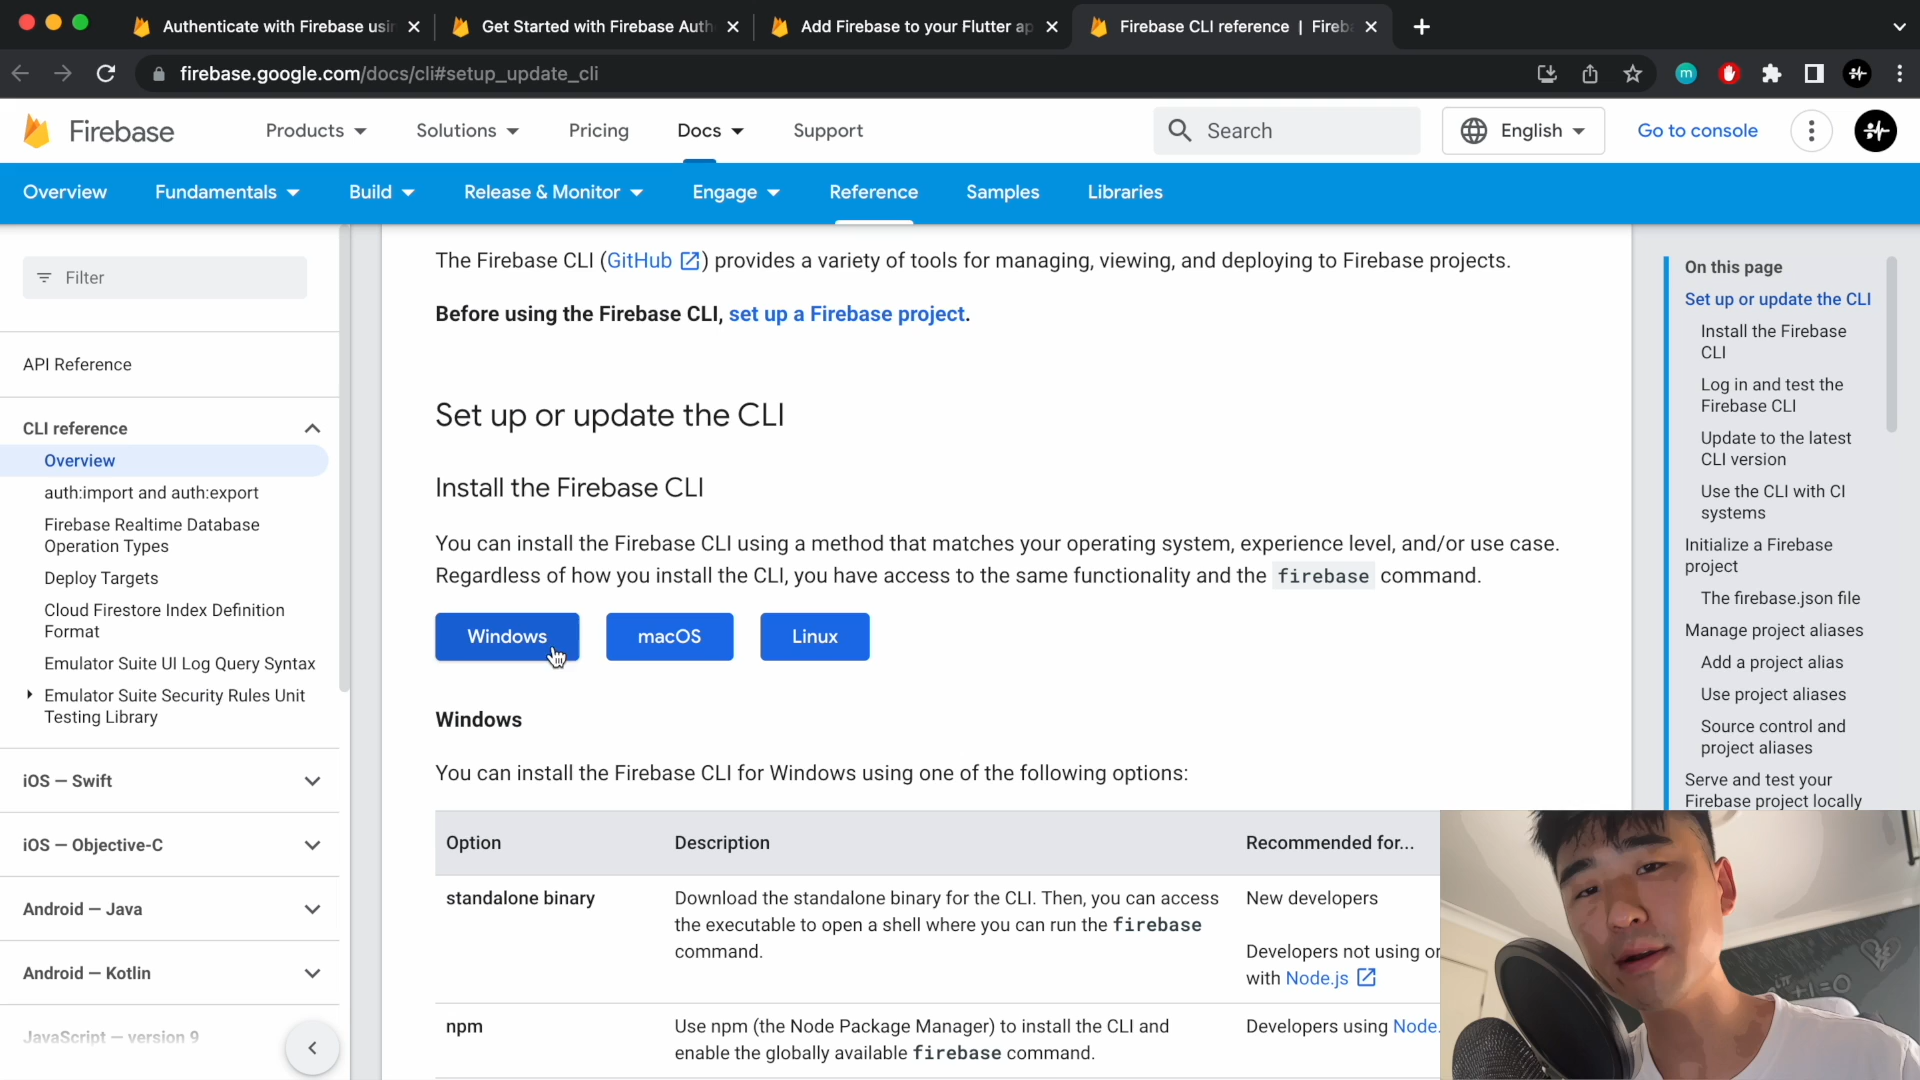 Authenticate with Firebase usin
Get Started with Firebase Auth
Add Firebase to your Flutter ap
Firebase CLI reference | Fireb
firebase.google.com/docs/cli#setup_update_cli
m
Firebase
Products
Solutions
Pricing
Docs
Support
Search
English
Go to console
Overview
Fundamentals
Build
Release & Monitor
Engage
Reference
Samples
Libraries
Filter
API Reference
CLI reference
Overview
auth:import and auth:export
Firebase Realtime Database
Operation Types
Deploy Targets
Cloud Firestore Index Definition
Format
Emulator Suite UI Log Query Syntax
Emulator Suite Security Rules Unit
Testing Library
iOS – Swift
iOS – Objective-C
Android – Java
Android – Kotlin
JavaScript – version 9
The Firebase CLI (GitHub) provides a variety of tools for managing, viewing, and deploying to Firebase projects.
Before using the Firebase CLI, set up a Firebase project.
Set up or update the CLI
Install the Firebase CLI
You can install the Firebase CLI using a method that matches your operating system, experience level, and/or use case.
Regardless of how you install the CLI, you have access to the same functionality and the firebase command.
Windows
macOS
Linux
Windows
You can install the Firebase CLI for Windows using one of the following options:
Option
Description
Recommended for...
standalone binary
Download the standalone binary for the CLI. Then, you can access
the executable to open a shell where you can run the firebase
command.
New developers
Developers not using or
with Node.js
npm
Use npm (the Node Package Manager) to install the CLI and
enable the globally available firebase command.
Developers using Node.
On this page
Set up or update the CLI
Install the Firebase
CLI
Log in and test the
Firebase CLI
Update to the latest
CLI version
Use the CLI with CI
systems
Initialize a Firebase
project
The firebase.json file
Manage project aliases
Add a project alias
Use project aliases
Source control and
project aliases
Serve and test your
Firebase project locally